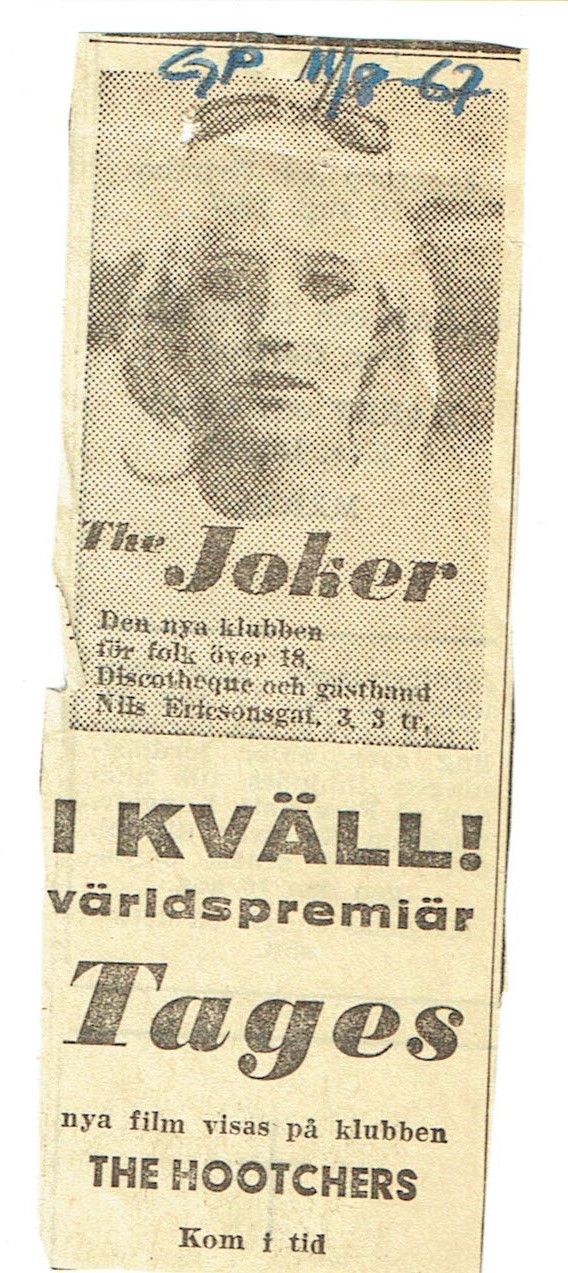 GP 11/8-67
The Joker
Den nya klubben
för folk över 18.
Discotheque och gästband
Nils Ericsonsgat. 3, 3 tr.
I KVÄLL!
världspremiär
Tages
nya film visas på klubben
THE HOOTCHERS
Kom i tid